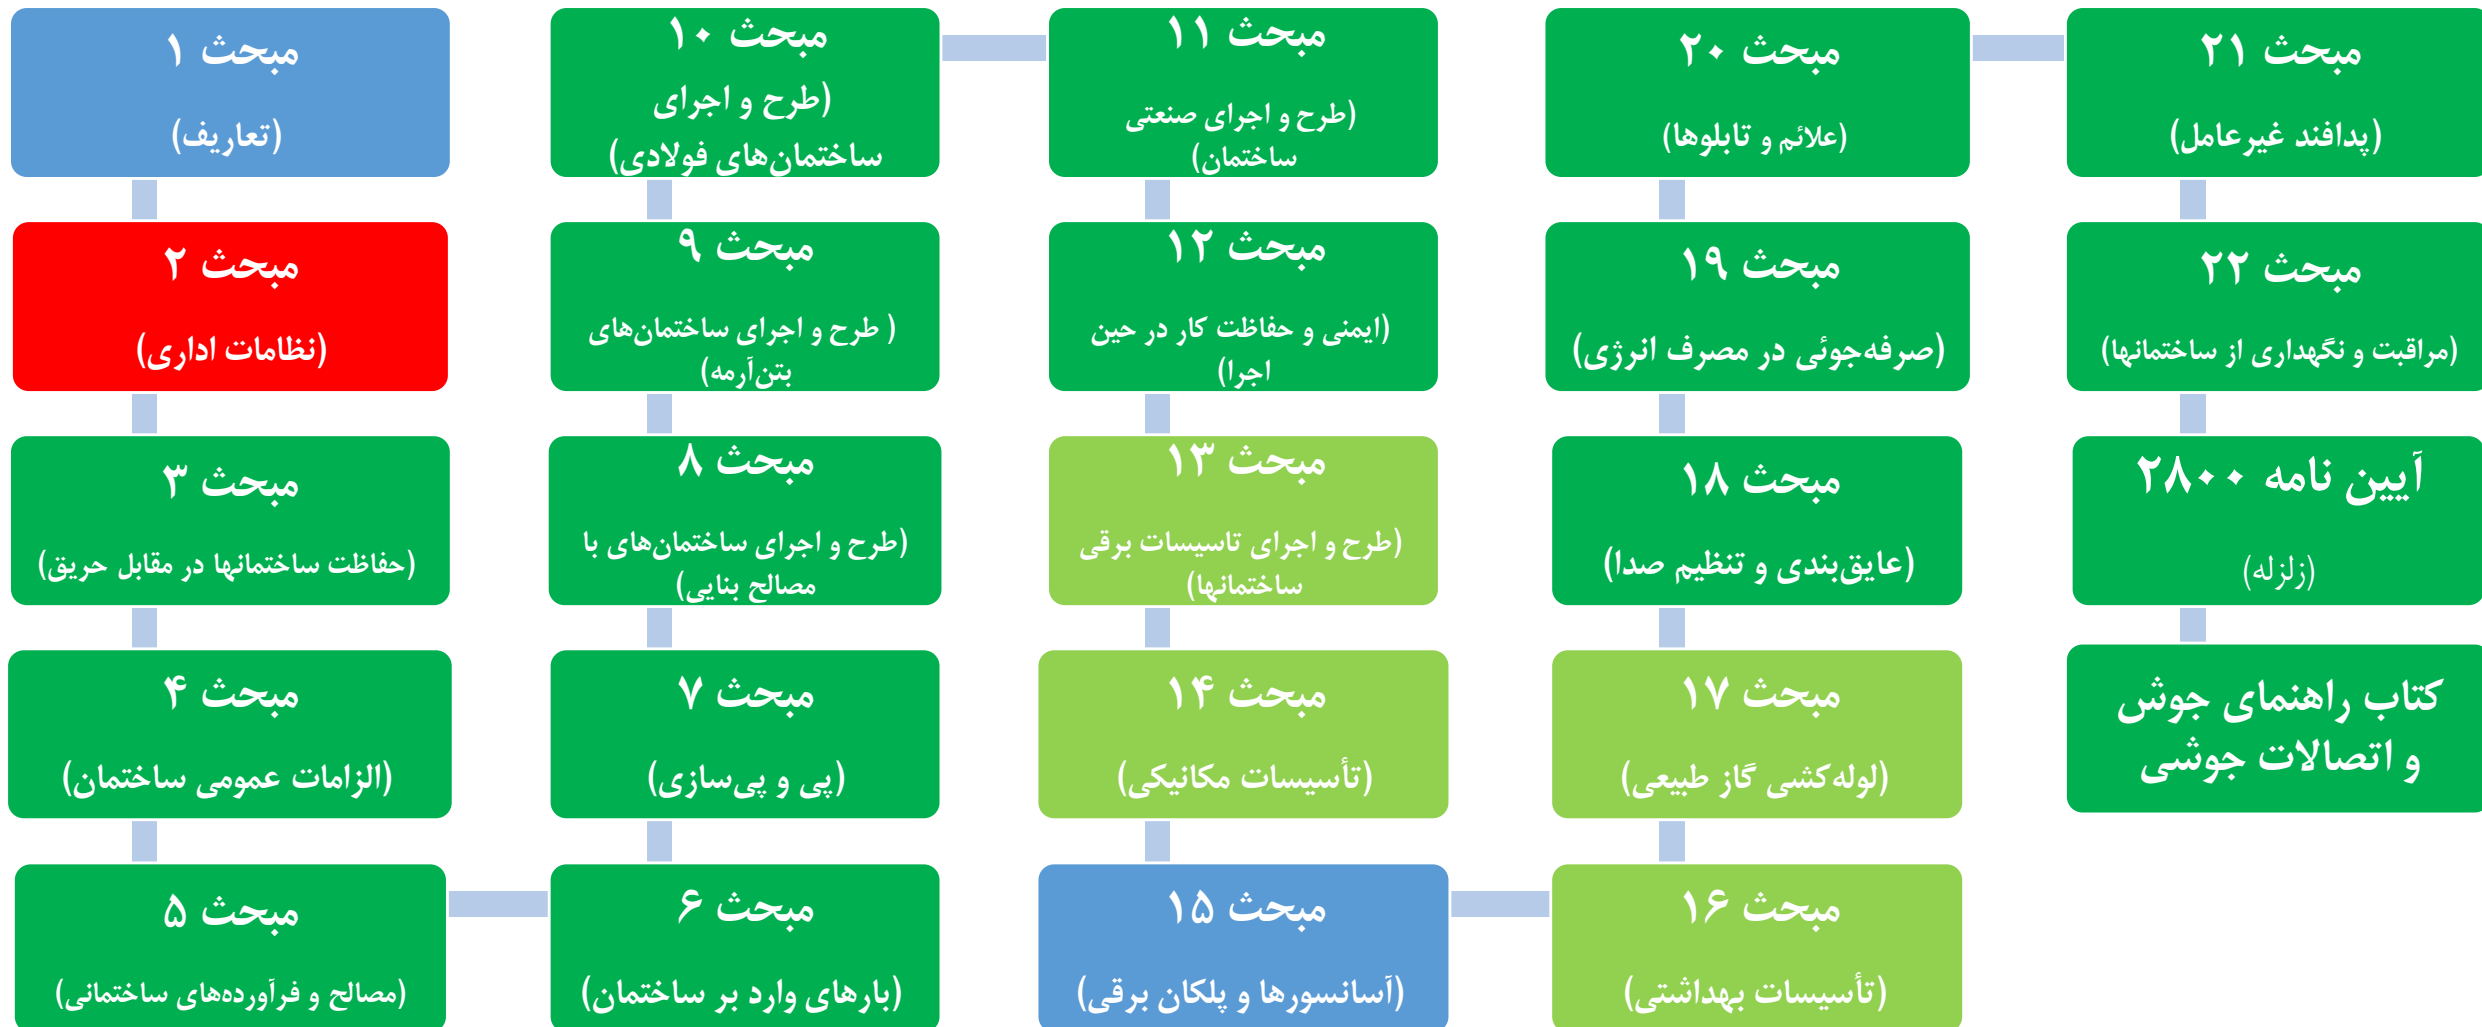 مبحث ۱
(تعاریف)
مبحث ۲
(نظامات اداری)
مبحث ۳
(حفاظت ساختمانها در مقابل حریق)
مبحث ۴
(الزامات عمومی ساختمان)
مبحث ۵
(مصالح و فرآورده‌های ساختمانی)
مبحث ۶
(بارهای وارد بر ساختمان)
مبحث ۷
(پی و پی‌سازی)
مبحث ۸
(طرح و اجرای ساختمان‌های با
مصالح بنایی)
مبحث ۹
( طرح و اجرای ساختمان‌های
بتن‌آرمه)
مبحث ۱۰
(طرح و اجرای
ساختمان‌های فولادی)
مبحث ۱۱
(طرح و اجرای صنعتی
ساختمان)
مبحث ۱۲
(ایمنی و حفاظت کار در حین
اجرا)
مبحث ۱۳
(طرح و اجرای تاسیسات برقی
ساختمانها)
مبحث ۱۴
(تأسیسات مکانیکی)
مبحث ۱۵
(آسانسورها و پلکان برقی)
مبحث ۱۶
(تأسیسات بهداشتی)
مبحث ۱۷
(لوله‌کشی گاز طبیعی)
مبحث ۱۸
(عایق‌بندی و تنظیم صدا)
مبحث ۱۹
(صرفه‌جوئی در مصرف انرژی)
مبحث ۲۰
(علائم و تابلوها)
مبحث ۲۱
(پدافند غیرعامل)
مبحث ۲۲
(مراقبت و نگهداری از ساختمانها)
آیین نامه ۲۸۰۰
(زلزله)
کتاب راهنمای جوش
و اتصالات جوشی